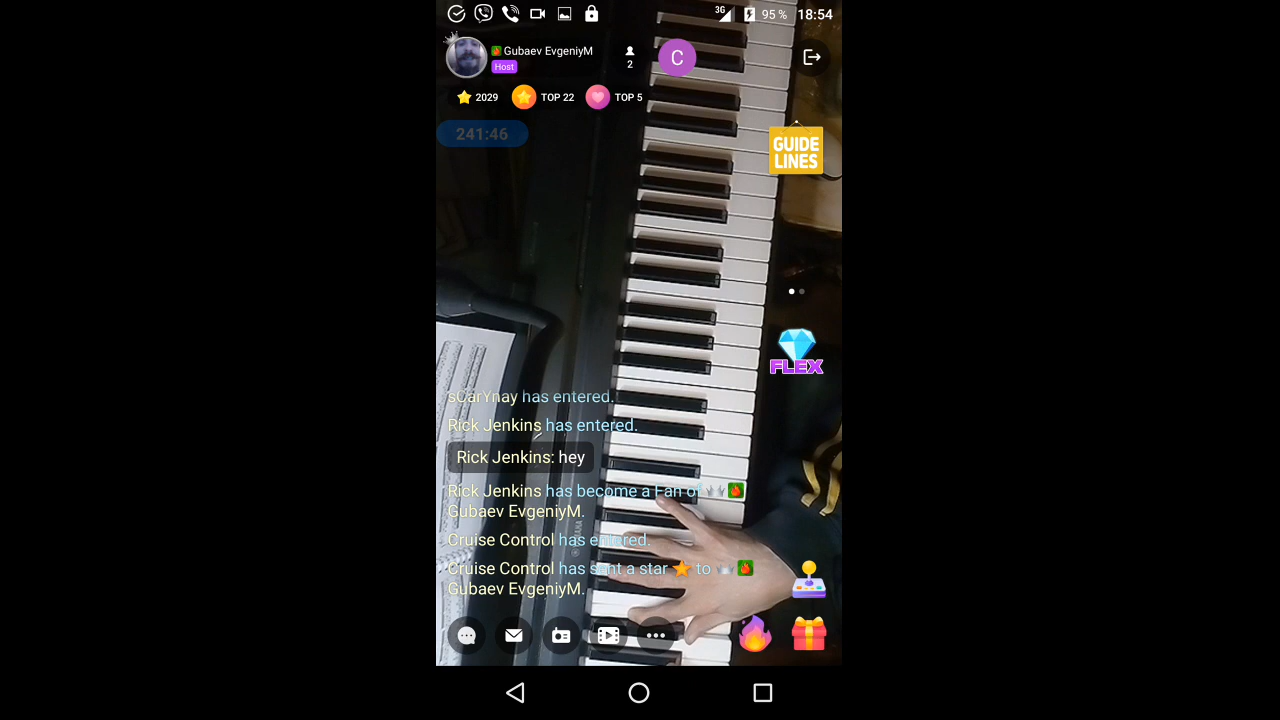 3G 95 % 18:54
Gubaev EvgeniyM
Host
2
C
2029 TOP 22 TOP 5
241:46
GUIDE
LINES
FLEX
sCarYnay has entered.
Rick Jenkins has entered.
Rick Jenkins: hey
Rick Jenkins has become a Fan of
Gubaev EvgeniyM.
Cruise Control has entered.
Cruise Control has sent a star ⭐ to
Gubaev EvgeniyM.